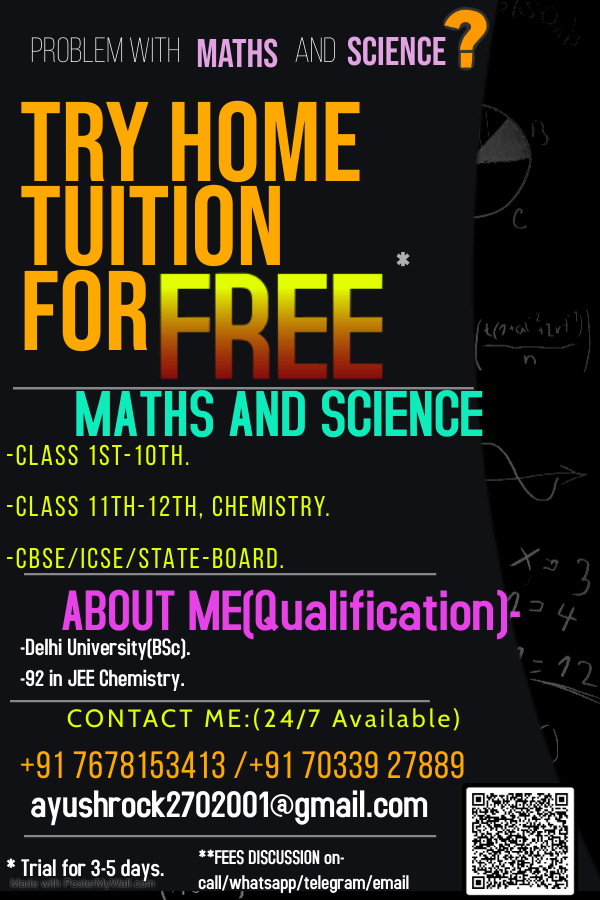 PROBLEM WITH MATHS AND SCIENCE?
TRY HOME
TUITION
FOR FREE *
MATHS AND SCIENCE
-CLASS 1ST-10TH.
-CLASS 11TH-12TH, CHEMISTRY.
-CBSE/ICSE/STATE-BOARD.
ABOUT ME(Qualification)-
-Delhi University(BSc).
-92 in JEE Chemistry.
CONTACT ME:(24/7 Available)
+91 7678153413 /+91 70339 27889
ayushrock2702001@gmail.com
* Trial for 3-5 days.
**FEES DISCUSSION on-
call/whatsapp/telegram/email
Made with PosterMyWall.com
B
C
n
x = 3
= 4
= 12